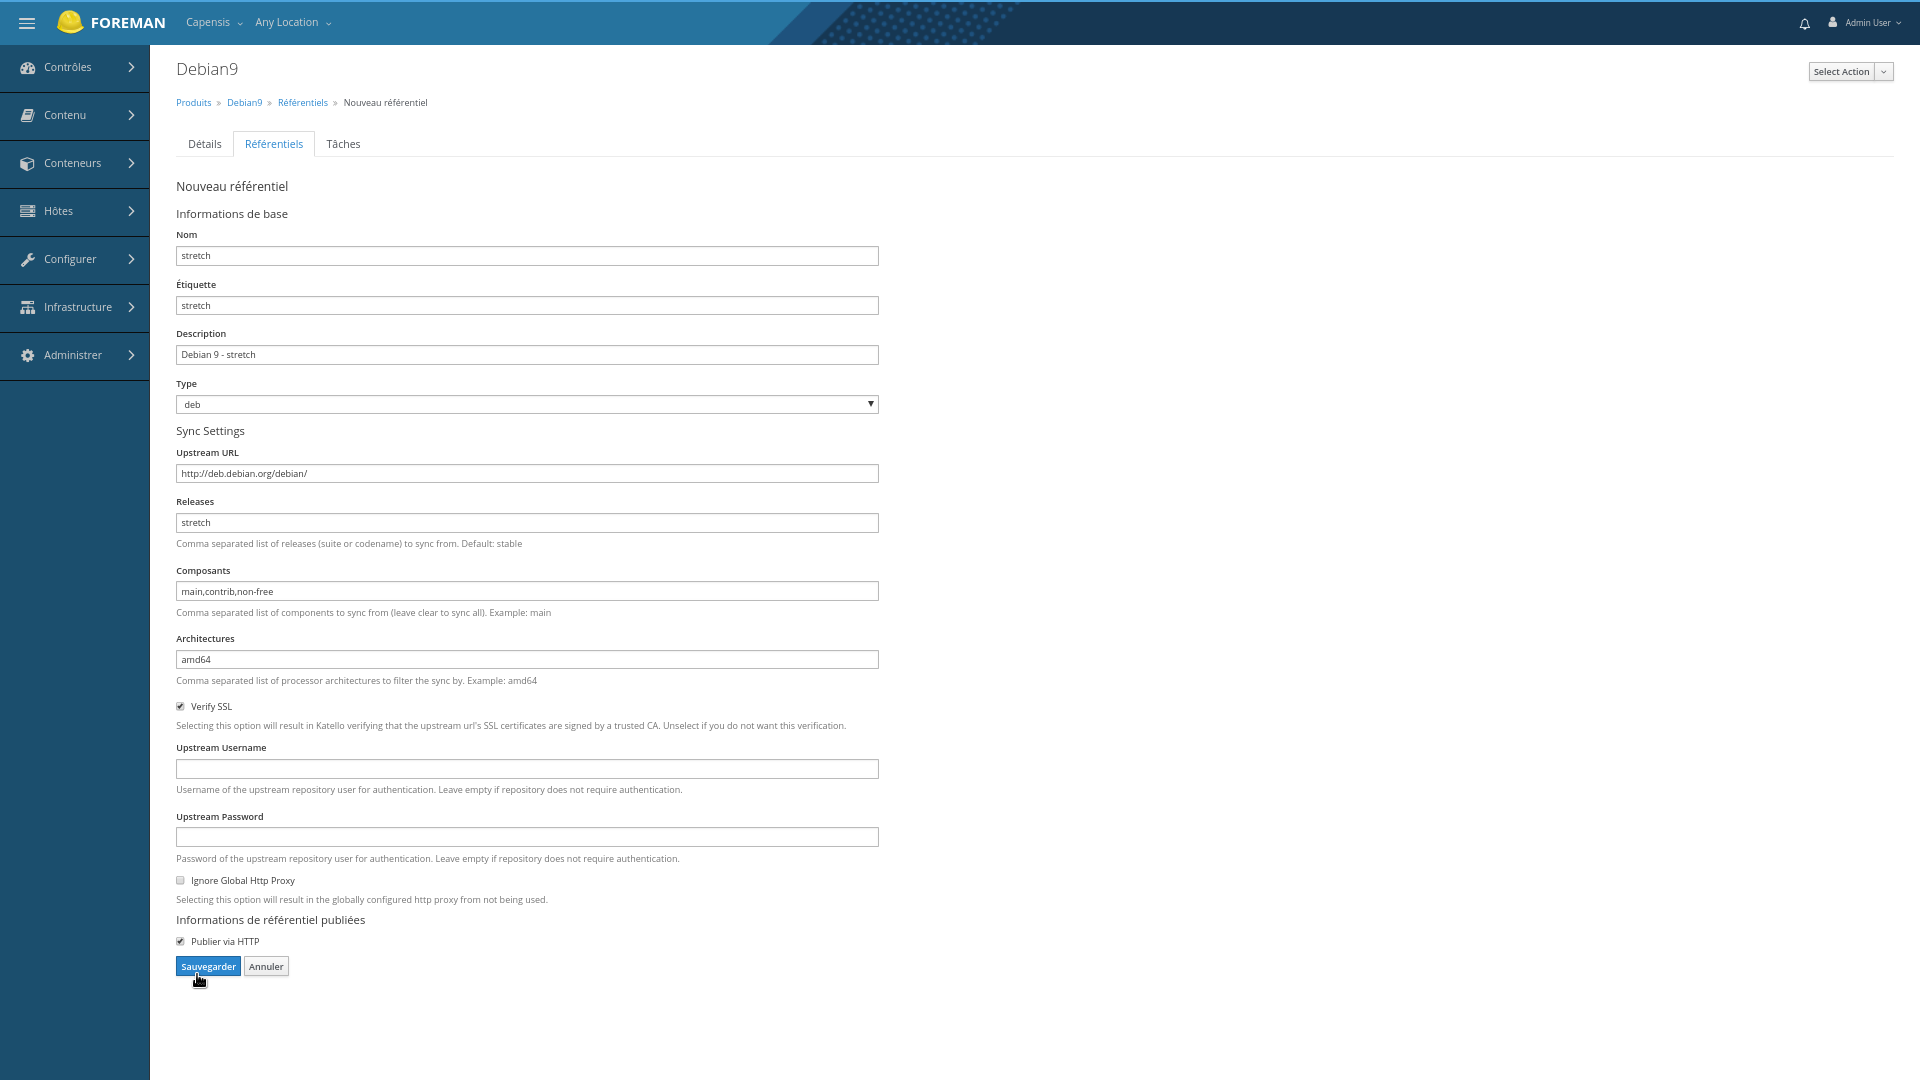 FOREMAN Capensis Any Location Admin User
Contrôles
Contenu
Conteneurs
Hôtes
Configurer
Infrastructure
Administrer
Debian9
Select Action
Produits » Debian9 » Référentiels » Nouveau référentiel
Détails Référentiels Tâches
Nouveau référentiel
Informations de base
Nom
stretch
Étiquette
stretch
Description
Debian 9 - stretch
Type
deb
Sync Settings
Upstream URL
http://deb.debian.org/debian/
Releases
stretch
Comma separated list of releases (suite or codename) to sync from. Default: stable
Composants
main,contrib,non-free
Comma separated list of components to sync from (leave clear to sync all). Example: main
Architectures
amd64
Comma separated list of processor architectures to filter the sync by. Example: amd64
Verify SSL
Selecting this option will result in Katello verifying that the upstream url's SSL certificates are signed by a trusted CA. Unselect if you do not want this verification.
Upstream Username
Username of the upstream repository user for authentication. Leave empty if repository does not require authentication.
Upstream Password
Password of the upstream repository user for authentication. Leave empty if repository does not require authentication.
Ignore Global Http Proxy
Selecting this option will result in the globally configured http proxy from not being used.
Informations de référentiel publiées
Publier via HTTP
Sauvegarder Annuler